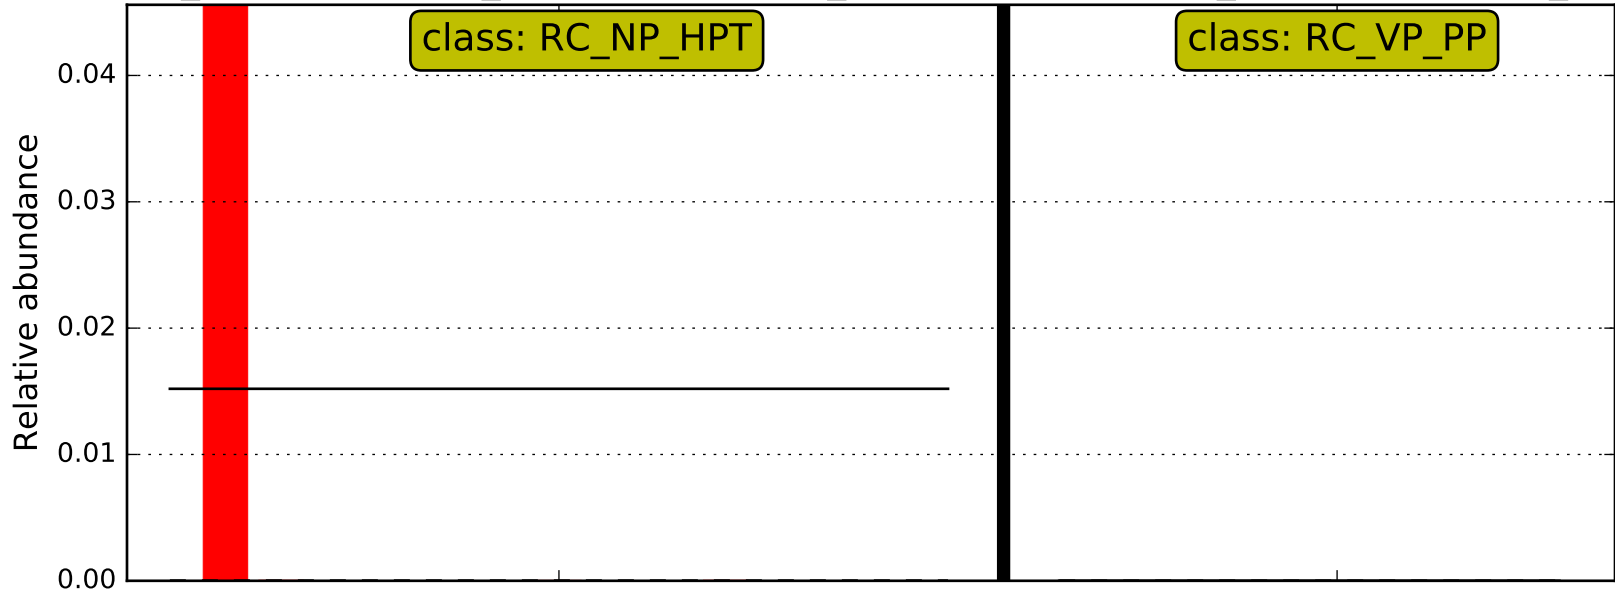 class: RC_NP_HPT
class: RC_VP_PP
0.04
0.03
0.02
0.01
0.00
Relative abundance